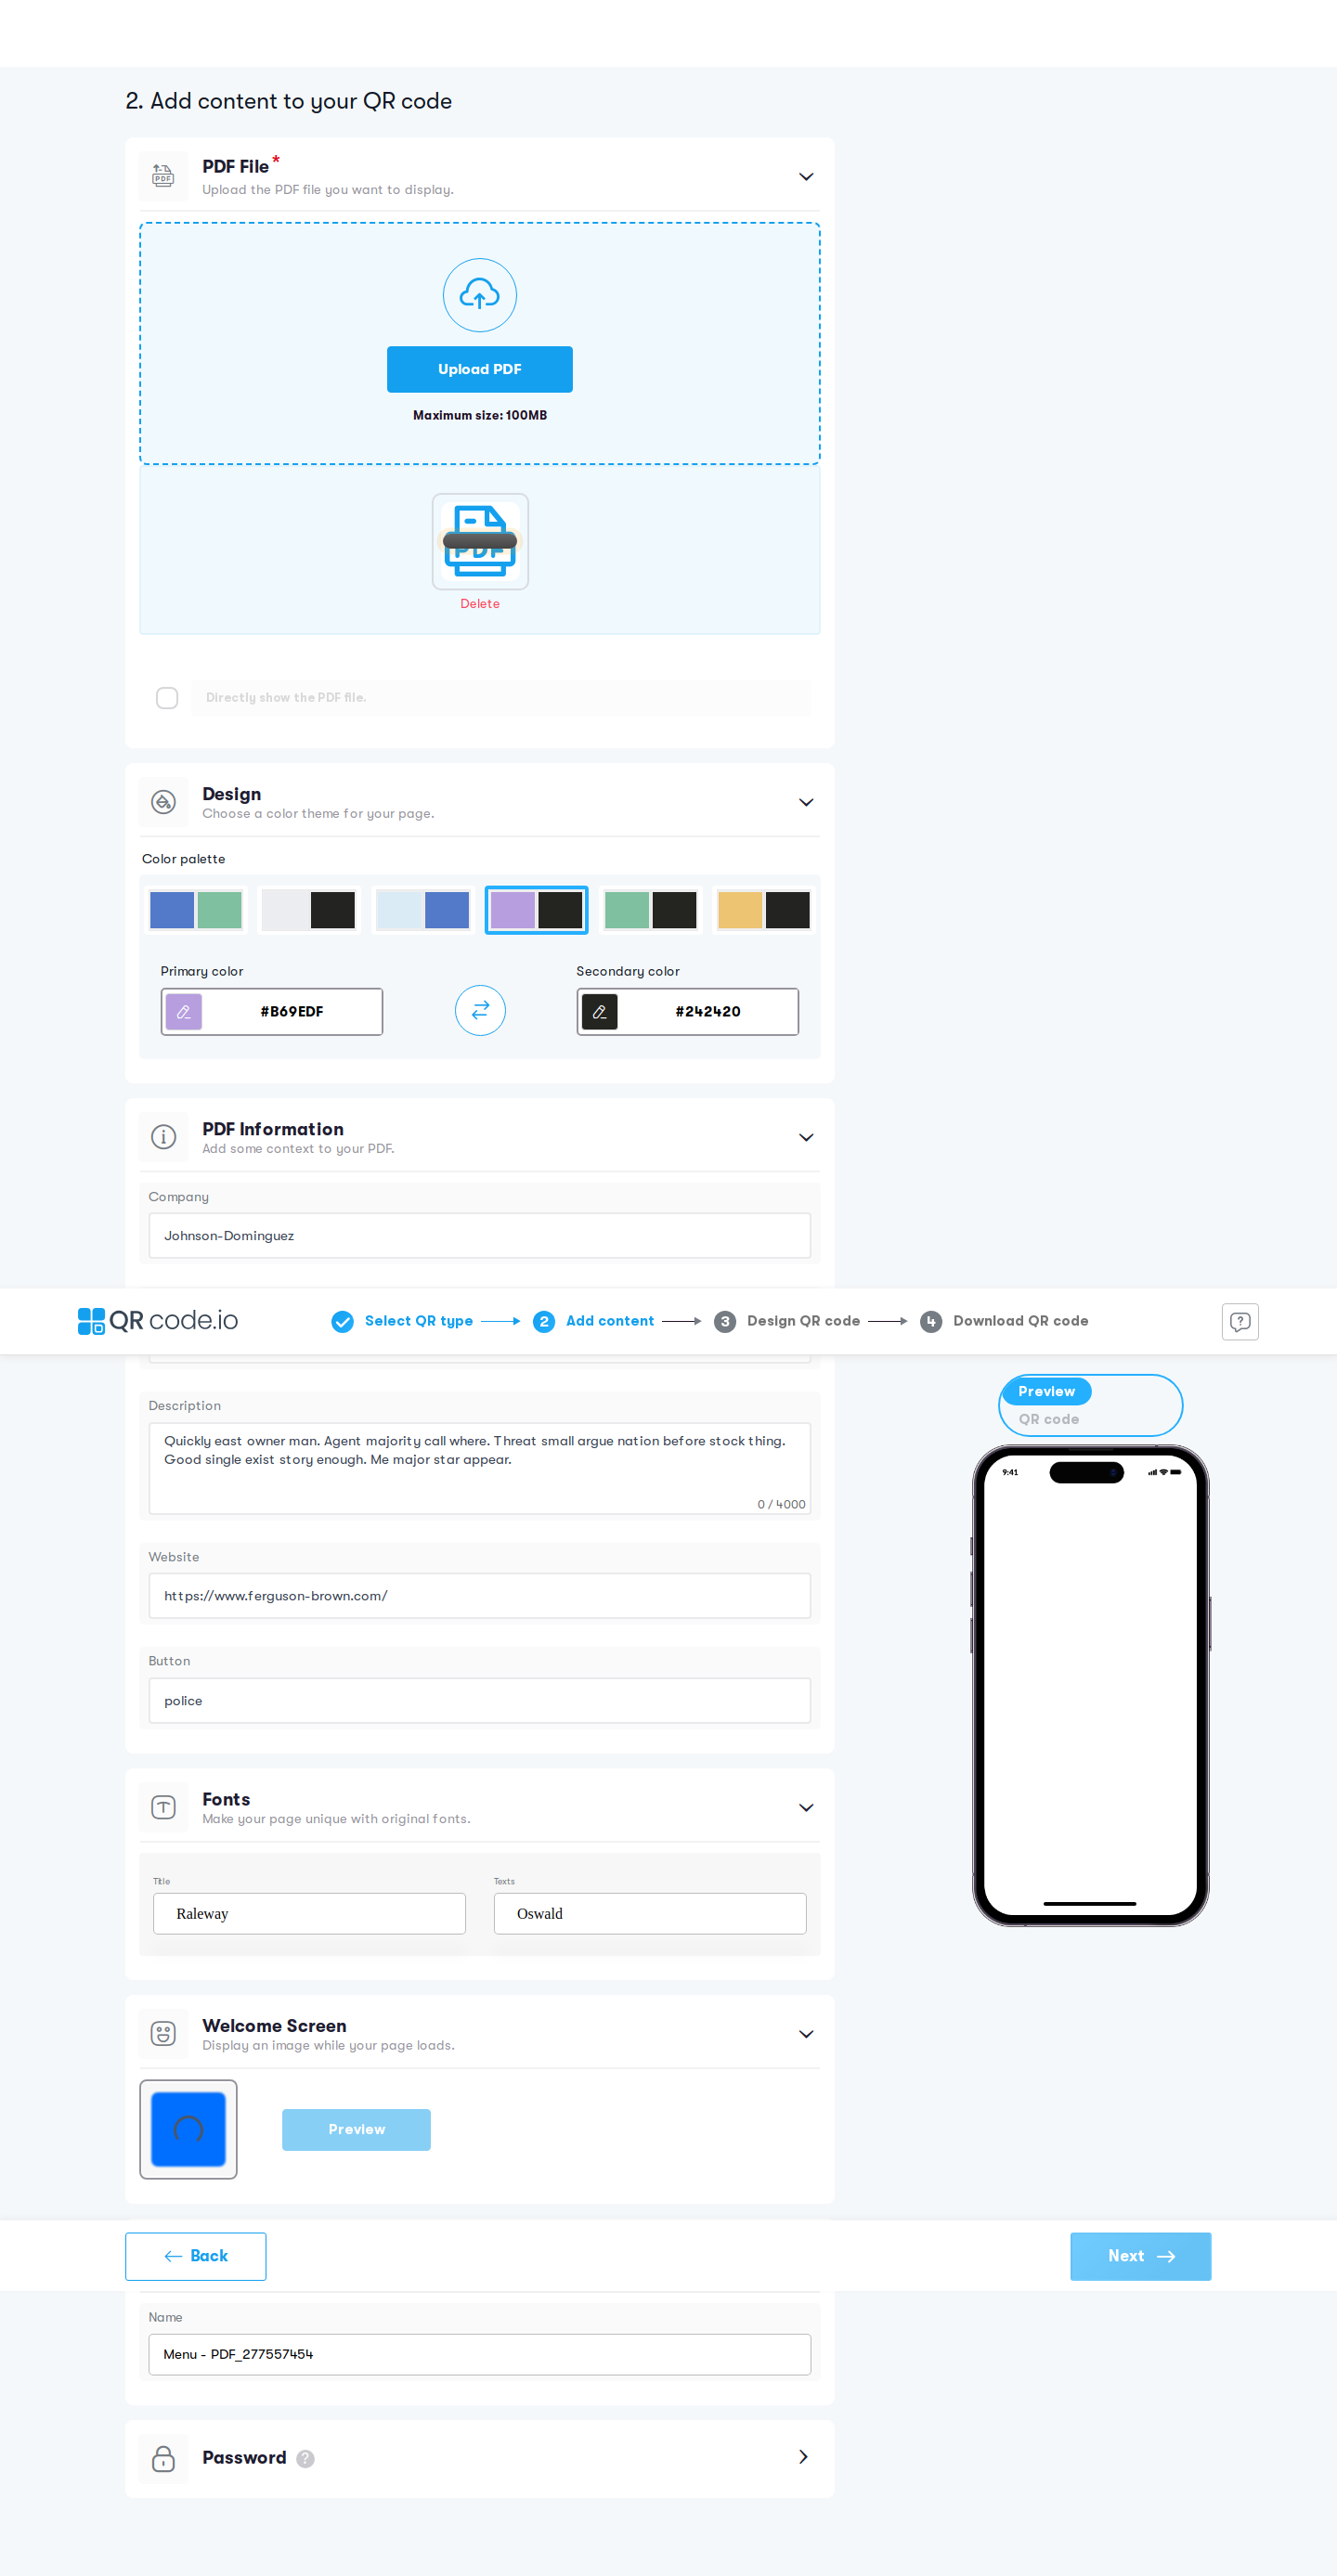 2. Add content to your QR code
PDF
PDF File *
Upload the PDF file you want to display.
Upload PDF
Maximum size: 100MB
PDF
Delete
Directly show the PDF file.
Design
Choose a color theme for your page.
Color palette
Primary color
Secondary color
#B69EDF
#242420
PDF Information
Add some context to your PDF.
Company
Johnson-Dominguez
QR code.io
Select QR type
2 Add content
3 Design QR code
4 Download QR code
?
Preview
QR code
Description
Quickly east owner man. Agent majority call where. Threat small argue nation before stock thing.
Good single exist story enough. Me major star appear.
0 / 4000
9:41
Website
https://www.ferguson-brown.com/
Button
police
Fonts
Make your page unique with original fonts.
Title
Texts
Raleway
Oswald
Welcome Screen
Display an image while your page loads.
Preview
Back
Next
Name
Menu - PDF_277557454
Password ?